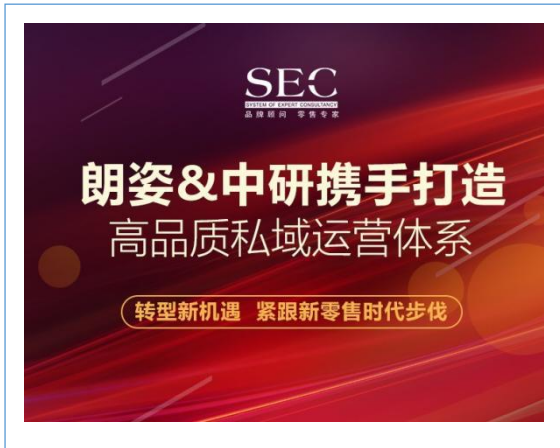 SEC
SYSTEM OF EXPERT CONSULTANCY
品牌顾问 零售专家
朗姿&中研携手打造
高品质私域运营体系
转型新机遇 紧跟新零售时代步伐